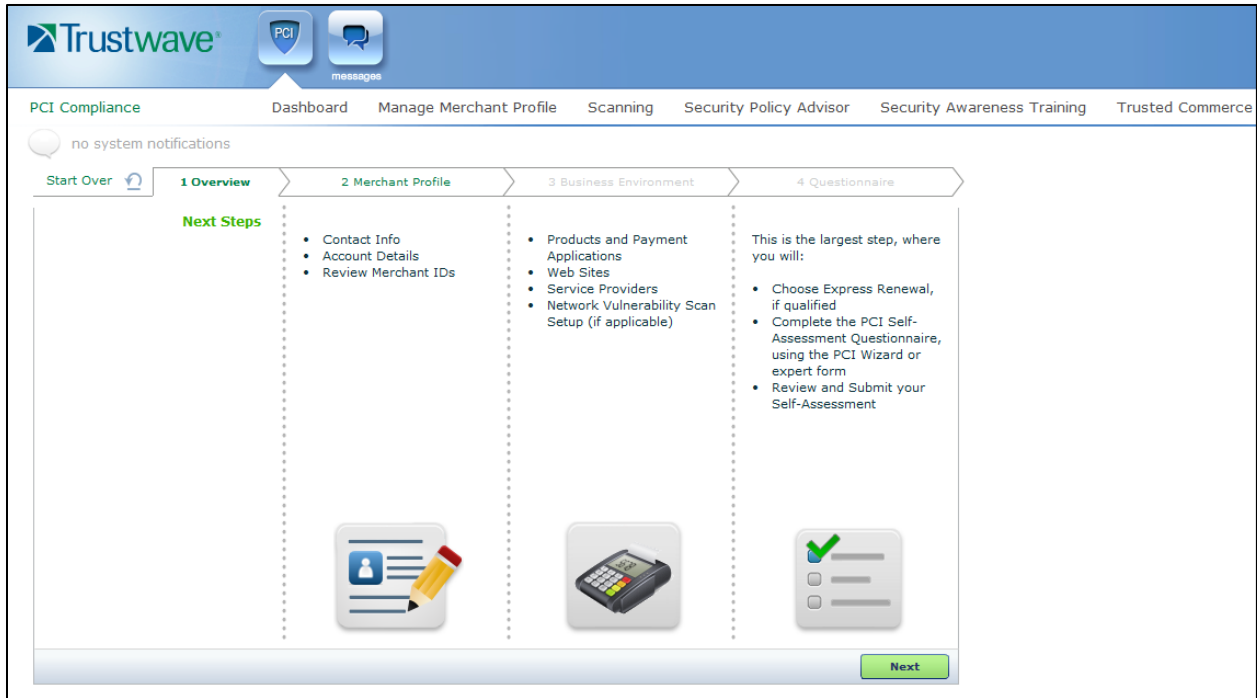 Trustwave®
PCI
messages
PCI Compliance
Dashboard Manage Merchant Profile Scanning Security Policy Advisor Security Awareness Training Trusted Commerce
no system notifications
Start Over 1 Overview 2 Merchant Profile 3 Business Environment 4 Questionnaire
Next Steps
• Contact Info
• Account Details
• Review Merchant IDs
• Products and Payment
Applications
• Web Sites
• Service Providers
• Network Vulnerability Scan
Setup (if applicable)
This is the largest step, where
you will:
• Choose Express Renewal,
if qualified
• Complete the PCI Self-
Assessment Questionnaire,
using the PCI Wizard or
expert form
• Review and Submit your
Self-Assessment
Next